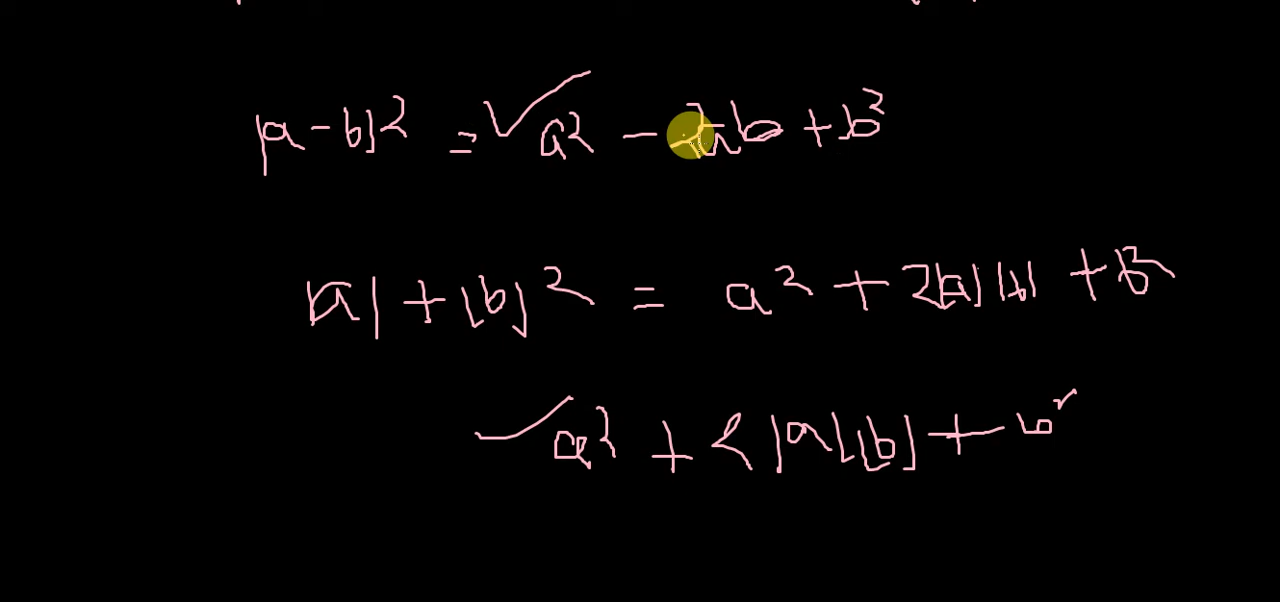 |a - b|² = √ a² - 2ab + b²
|a| + |b|² = a² + 2|a||b| + b²
√ a² + 2|a||b| + b²